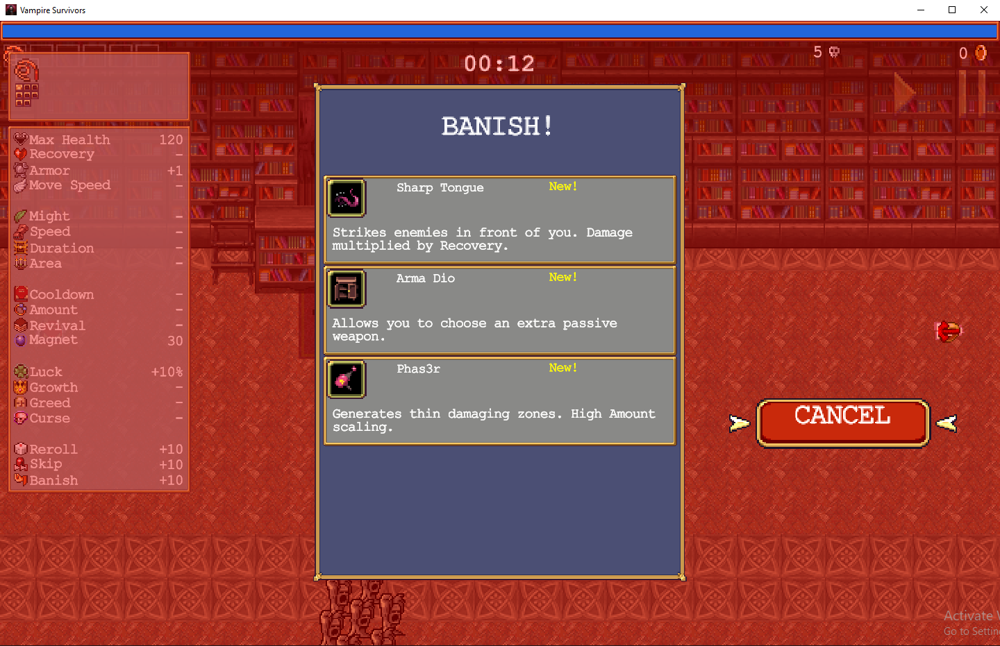 Vampire Survivors
00:12
5
0
BANISH!
Max Health 120
Recovery –
Armor +1
Move Speed –
Might –
Speed –
Duration –
Area –
Cooldown –
Amount –
Revival –
Magnet 30
Luck +10%
Growth –
Greed –
Curse –
Reroll +10
Skip +10
Banish +10
Sharp Tongue New!
Strikes enemies in front of you. Damage
multiplied by Recovery.
Arma Dio New!
Allows you to choose an extra passive
weapon.
Phas3r New!
Generates thin damaging zones. High Amount
scaling.
CANCEL
Activate
Go to Settin